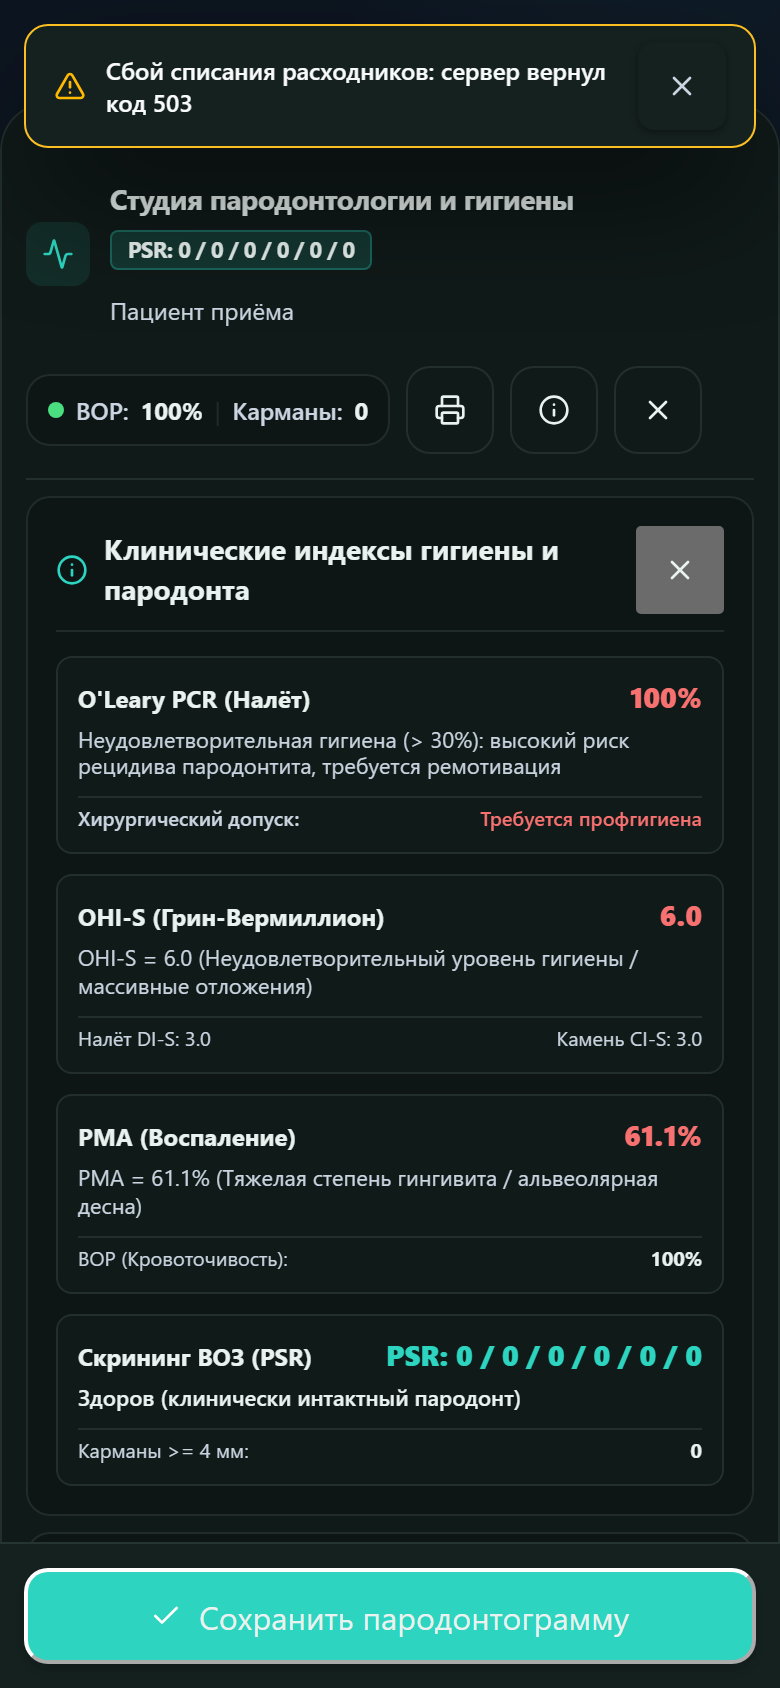 Сбой списания расходников: сервер вернул
код 503
Студия пародонтологии и гигиены
PSR: 0 / 0 / 0 / 0 / 0 / 0
Пациент приёма
BOP: 100% Карманы: 0
Клинические индексы гигиены и
пародонта
O'Leary PCR (Налёт) 100%
Неудовлетворительная гигиена (> 30%): высокий риск
рецидива пародонтита, требуется ремотивация
Хирургический допуск: Требуется профгигиена
OHI-S (Грин-Вермиллион) 6.0
OHI-S = 6.0 (Неудовлетворительный уровень гигиены /
массивные отложения)
Налёт DI-S: 3.0 Камень CI-S: 3.0
PMA (Воспаление) 61.1%
PMA = 61.1% (Тяжелая степень гингивита / альвеолярная
десна)
BOP (Кровоточивость): 100%
Скрининг ВОЗ (PSR) PSR: 0 / 0 / 0 / 0 / 0 / 0
Здоров (клинически интактный пародонт)
Карманы >= 4 мм: 0
Сохранить пародонтограмму